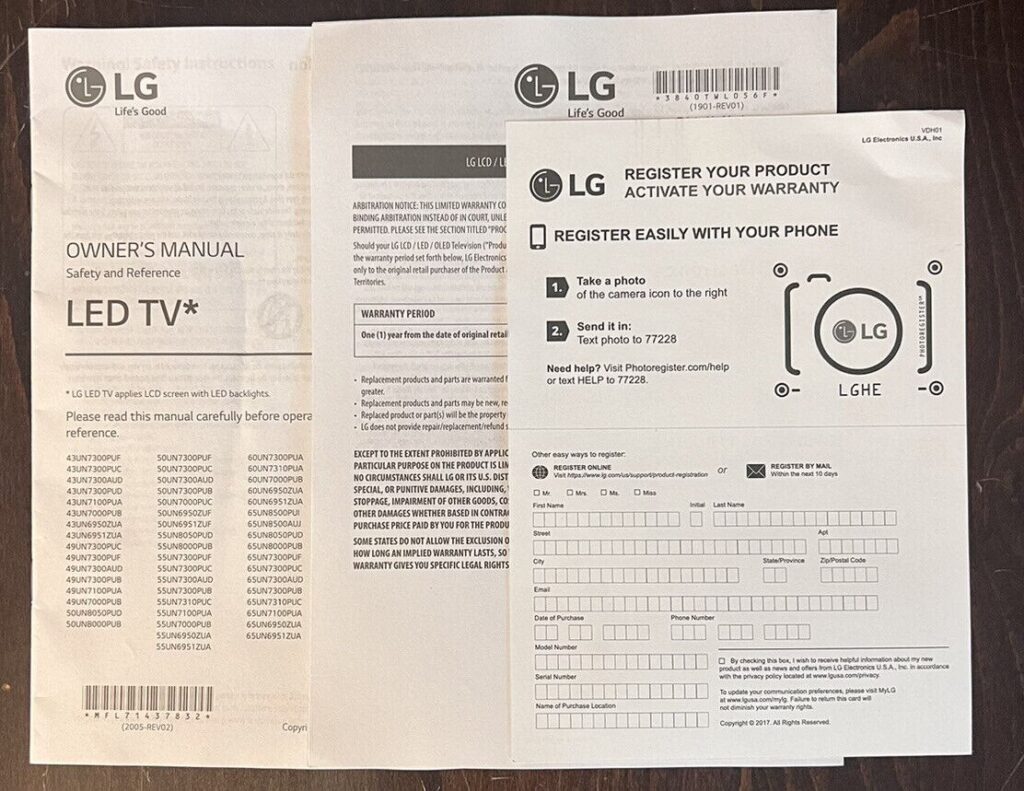 LG
Life's Good
OWNER'S MANUAL
Safety and Reference
LED TV*
* LG LED TV applies LCD screen with LED backlights.
Please read this manual carefully before opera
reference.
43UN7300PUF 50UN7300PUF 60UN7300PUA
43UN7300PUC 50UN7300PUC 60UN7310PUA
43UN7300AUD 50UN7300AUD 60UN7000PUB
43UN7300PUD 50UN7300PUB 60UN6950ZUA
43UN7100PUA 50UN7000PUC 60UN6951ZUA
43UN7000PUB 50UN6950ZUF 65UN8500PUI
43UN6950ZUA 50UN6951ZUF 65UN8500AUJ
43UN6951ZUA 55UN8050PUD 65UN8050PUD
49UN7300PUC 55UN8000PUB 65UN8000PUB
49UN7300PUF 55UN7300PUF 65UN7300PUF
49UN7300AUD 55UN7300PUC 65UN7300PUC
49UN7300PUB 55UN7300AUD 65UN7300AUD
49UN7100PUA 55UN7300PUB 65UN7300PUB
49UN7000PUB 55UN7310PUC 65UN7310PUC
50UN8050PUD 55UN7100PUA 65UN7100PUA
50UN8000PUB 55UN7000PUB 65UN6950ZUA
55UN6950ZUA 65UN6951ZUA
55UN6951ZUA
*MFL71437832*
(2005-REV02)
Copyri
LG
Life's Good
*3840TWL056F*
(1901-REV01)
LG LCD / LE
ARBITRATION NOTICE: THIS LIMITED WARRANTY CO
BINDING ARBITRATION INSTEAD OF IN COURT, UNLE
PERMITTED. PLEASE SEE THE SECTION TITLED "PROC
Should your LG LCD / LED / OLED Television ("Produ
the warranty period set forth below, LG Electronics
only to the original retail purchaser of the Product
Territories.
WARRANTY PERIOD
One (1) year from the date of original retai
• Replacement products and parts are warranted f
greater.
• Replacement products and parts may be new, re
• Replaced product or part(s) will be the property
• LG does not provide repair/replacement/refund s
EXCEPT TO THE EXTENT PROHIBITED BY APPLIC
PARTICULAR PURPOSE ON THE PRODUCT IS LIM
NO CIRCUMSTANCES SHALL LG OR ITS U.S. DIST
SPECIAL, OR PUNITIVE DAMAGES, INCLUDING,
STOPPAGE, IMPAIRMENT OF OTHER GOODS, CO
OTHER DAMAGES WHETHER BASED IN CONTRAC
PURCHASE PRICE PAID BY YOU FOR THE PRODU
SOME STATES DO NOT ALLOW THE EXCLUSION O
HOW LONG AN IMPLIED WARRANTY LASTS, SO
WARRANTY GIVES YOU SPECIFIC LEGAL RIGHTS
VDH01
LG Electronics U.S.A., Inc
LG
REGISTER YOUR PRODUCT
ACTIVATE YOUR WARRANTY
REGISTER EASILY WITH YOUR PHONE
1. Take a photo
of the camera icon to the right
2. Send it in:
Text photo to 77228
Need help? Visit Photoregister.com/help
or text HELP to 77228.
LG
PHOTOREGISTER™
LGHE
Other easy ways to register:
REGISTER ONLINE
Visit https://www.lg.com/us/support/product-registration
or
REGISTER BY MAIL
Within the next 10 days
Mr. Mrs. Ms. Miss
First Name Initial Last Name
Street Apt
City State/Province Zip/Postal Code
Email
Date of Purchase Phone Number
Model Number
Serial Number
Name of Purchase Location
By checking this box, I wish to receive helpful information about my new
product as well as news and offers from LG Electronics U.S.A., Inc. in accordance
with the privacy policy located at www.lgusa.com/privacy.
To update your communication preferences, please visit MyLG
at www.lgusa.com/mylg. Failure to return this card will
not diminish your warranty rights.
Copyright © 2017. All Rights Reserved.